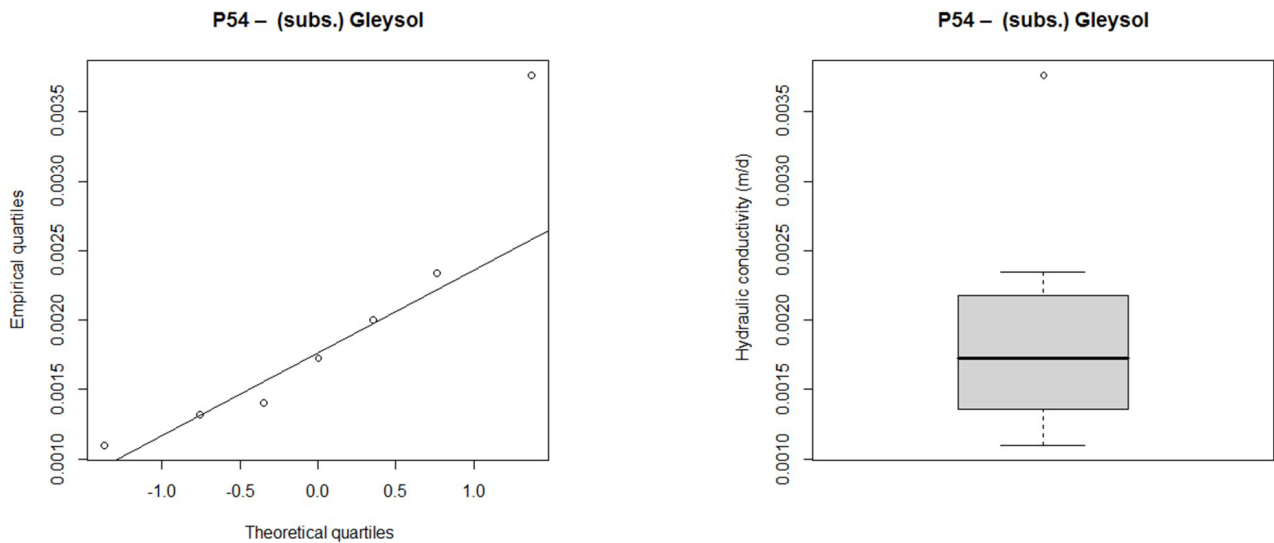 P54 – (subs.) Gleysol
Empirical quartiles
0.0035
0.0030
0.0025
0.0020
0.0015
0.0010
-1.0 -0.5 0.0 0.5 1.0
Theoretical quartiles
P54 – (subs.) Gleysol
Hydraulic conductivity (m/d)
0.0035
0.0030
0.0025
0.0020
0.0015
0.0010